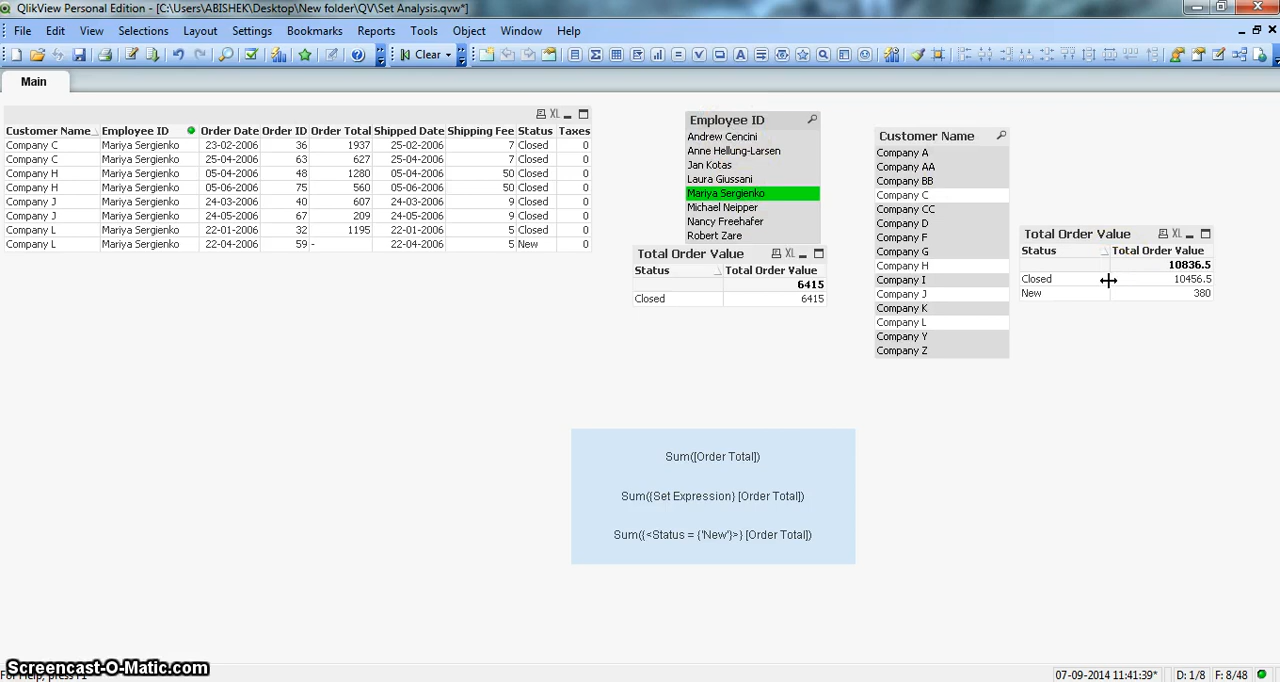 QlikView Personal Edition - [C:\Users\ABISHEK\Desktop\New folder\QV\Set Analysis.qvw*]
File Edit View Selections Layout Settings Bookmarks Reports Tools Object Window Help
Clear
Main
Customer Name Employee ID Order Date Order ID Order Total Shipped Date Shipping Fee Status Taxes
Company C Mariya Sergienko 23-02-2006 36 1937 25-02-2006 7 Closed 0
Company C Mariya Sergienko 25-04-2006 63 627 25-04-2006 7 Closed 0
Company H Mariya Sergienko 05-04-2006 48 1280 05-04-2006 50 Closed 0
Company H Mariya Sergienko 05-06-2006 75 560 05-06-2006 50 Closed 0
Company J Mariya Sergienko 24-03-2006 40 607 24-03-2006 9 Closed 0
Company J Mariya Sergienko 24-05-2006 67 209 24-05-2006 9 Closed 0
Company L Mariya Sergienko 22-01-2006 32 1195 22-01-2006 5 Closed 0
Company L Mariya Sergienko 22-04-2006 59 - 22-04-2006 5 New 0
Employee ID
Andrew Cencini
Anne Hellung-Larsen
Jan Kotas
Laura Giussani
Mariya Sergienko
Michael Neipper
Nancy Freehafer
Robert Zare
Total Order Value XL
Status Total Order Value
6415
Closed 6415
Customer Name
Company A
Company AA
Company BB
Company C
Company CC
Company D
Company F
Company G
Company H
Company I
Company J
Company K
Company L
Company Y
Company Z
Total Order Value XL
Status Total Order Value
10836.5
Closed 10456.5
New 380
Sum([Order Total])
Sum({Set Expression} [Order Total])
Sum({<Status = {'New'}>} [Order Total])
Screencast-O-Matic.com
For Help, press F1
07-09-2014 11:41:39* D: 1/8 F: 8/48